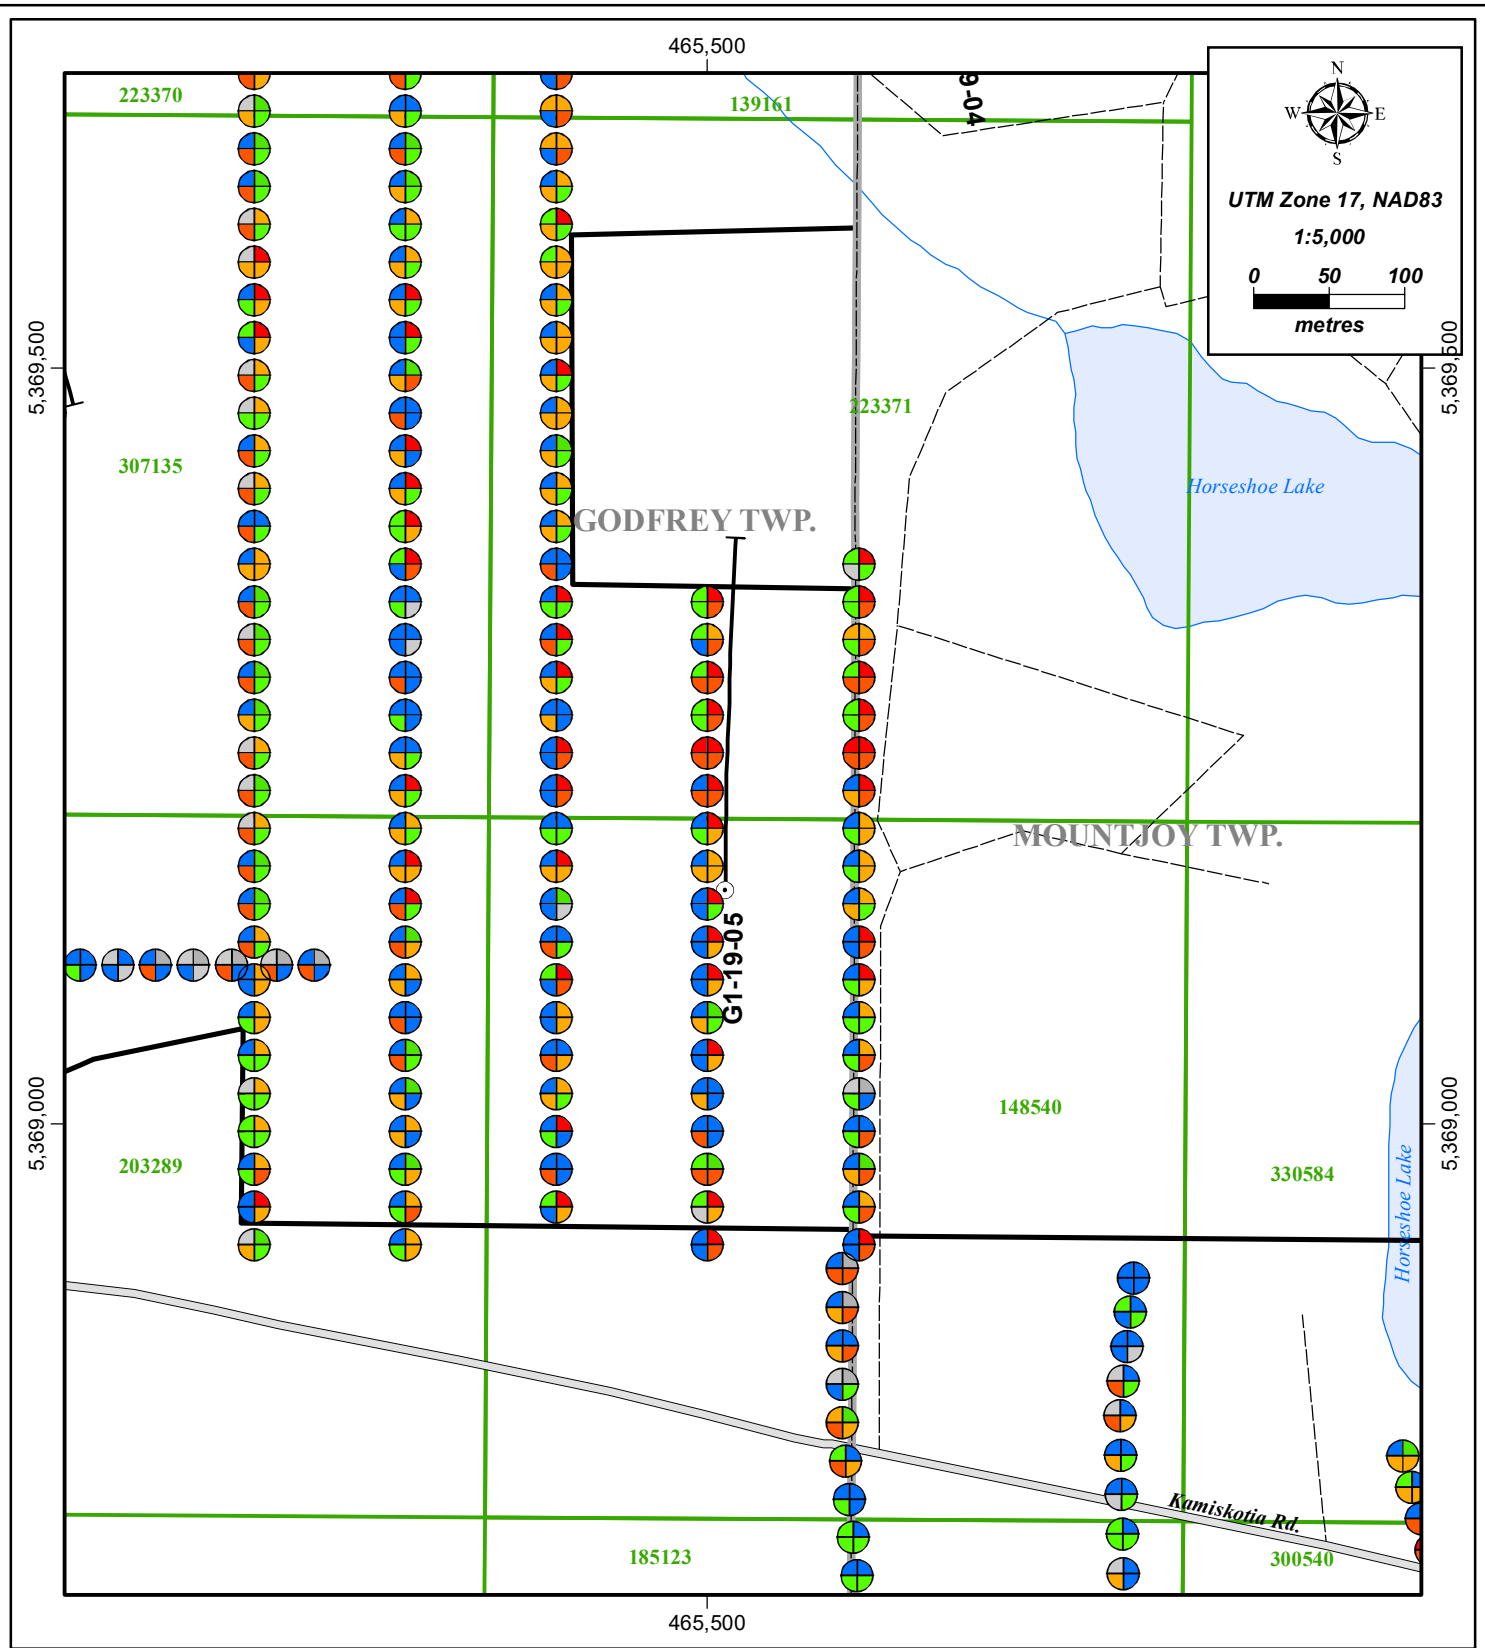 465,500
N
W E
S
UTM Zone 17, NAD83
1:5,000
0 50 100
metres
223370
139161
9-04
5,369,500
5,369,500
223371
307135
Horseshoe Lake
GODFREY TWP.
MOUNTJOY TWP.
G1-19-05
5,369,000
5,369,000
148540
203289
330584
Horseshoe Lake
Kamiskotia Rd.
185123
300540
465,500